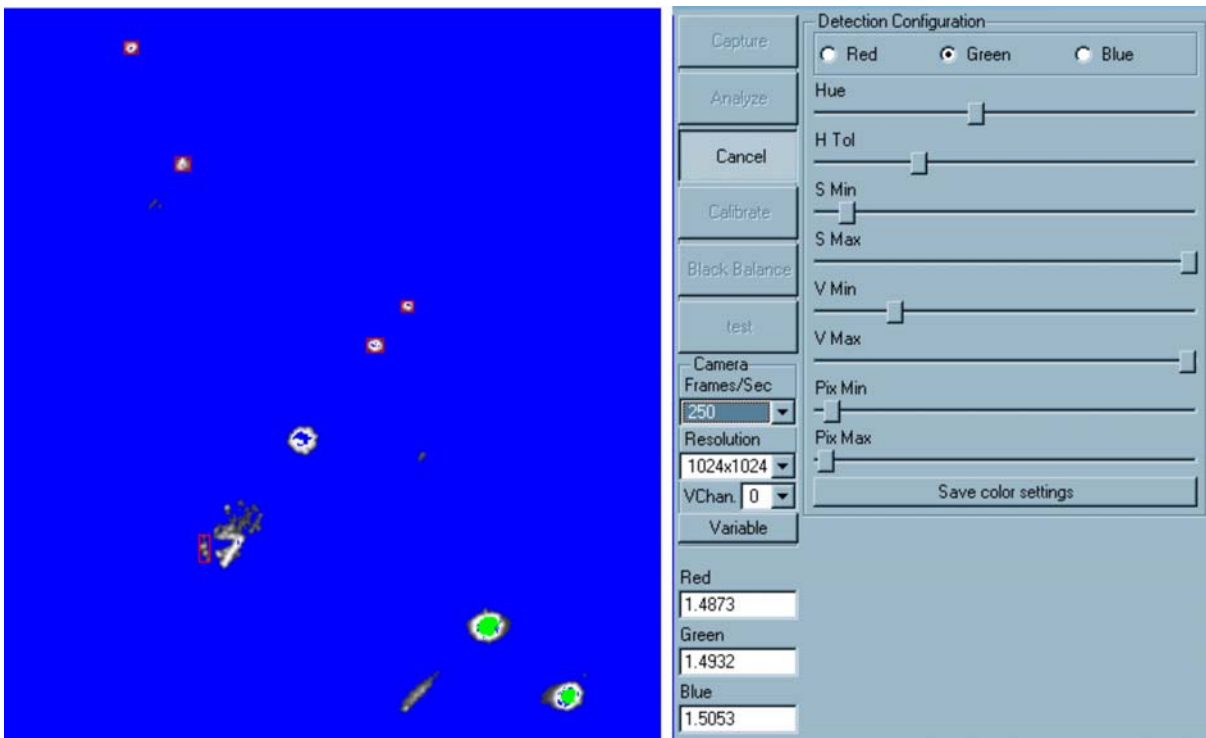 Capture
Analyze
Cancel
Calibrate
Black Balance
test
Camera
Frames/Sec
250
Resolution
1024x1024
VChan. 0
Variable
Red
1.4873
Green
1.4932
Blue
1.5053
Detection Configuration
Red Green Blue
Hue
H Tol
S Min
S Max
V Min
V Max
Pix Min
Pix Max
Save color settings